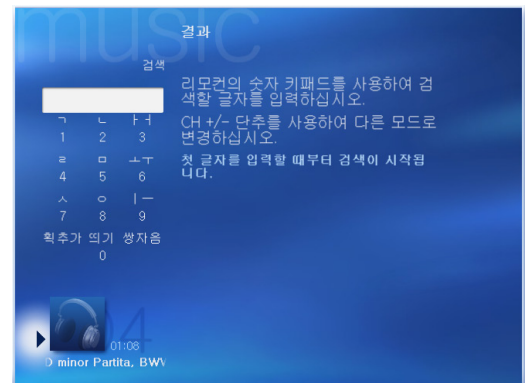 music
결과
검색
리모컨의 숫자 키패드를 사용하여 검
색할 글자를 입력하십시오.
CH +/- 단추를 사용하여 다른 모드로
변경하십시오.
첫 글자를 입력할 때부터 검색이 시작됩
니다.
ㄱ ㄴ ㅏㅓ
1 2 3
ㄹ ㅁ ㅗㅜ
4 5 6
ㅅ ㅇ ㅣㅡ
7 8 9
획추가 띄기 쌍자음
0
01:08
D minor Partita, BWV